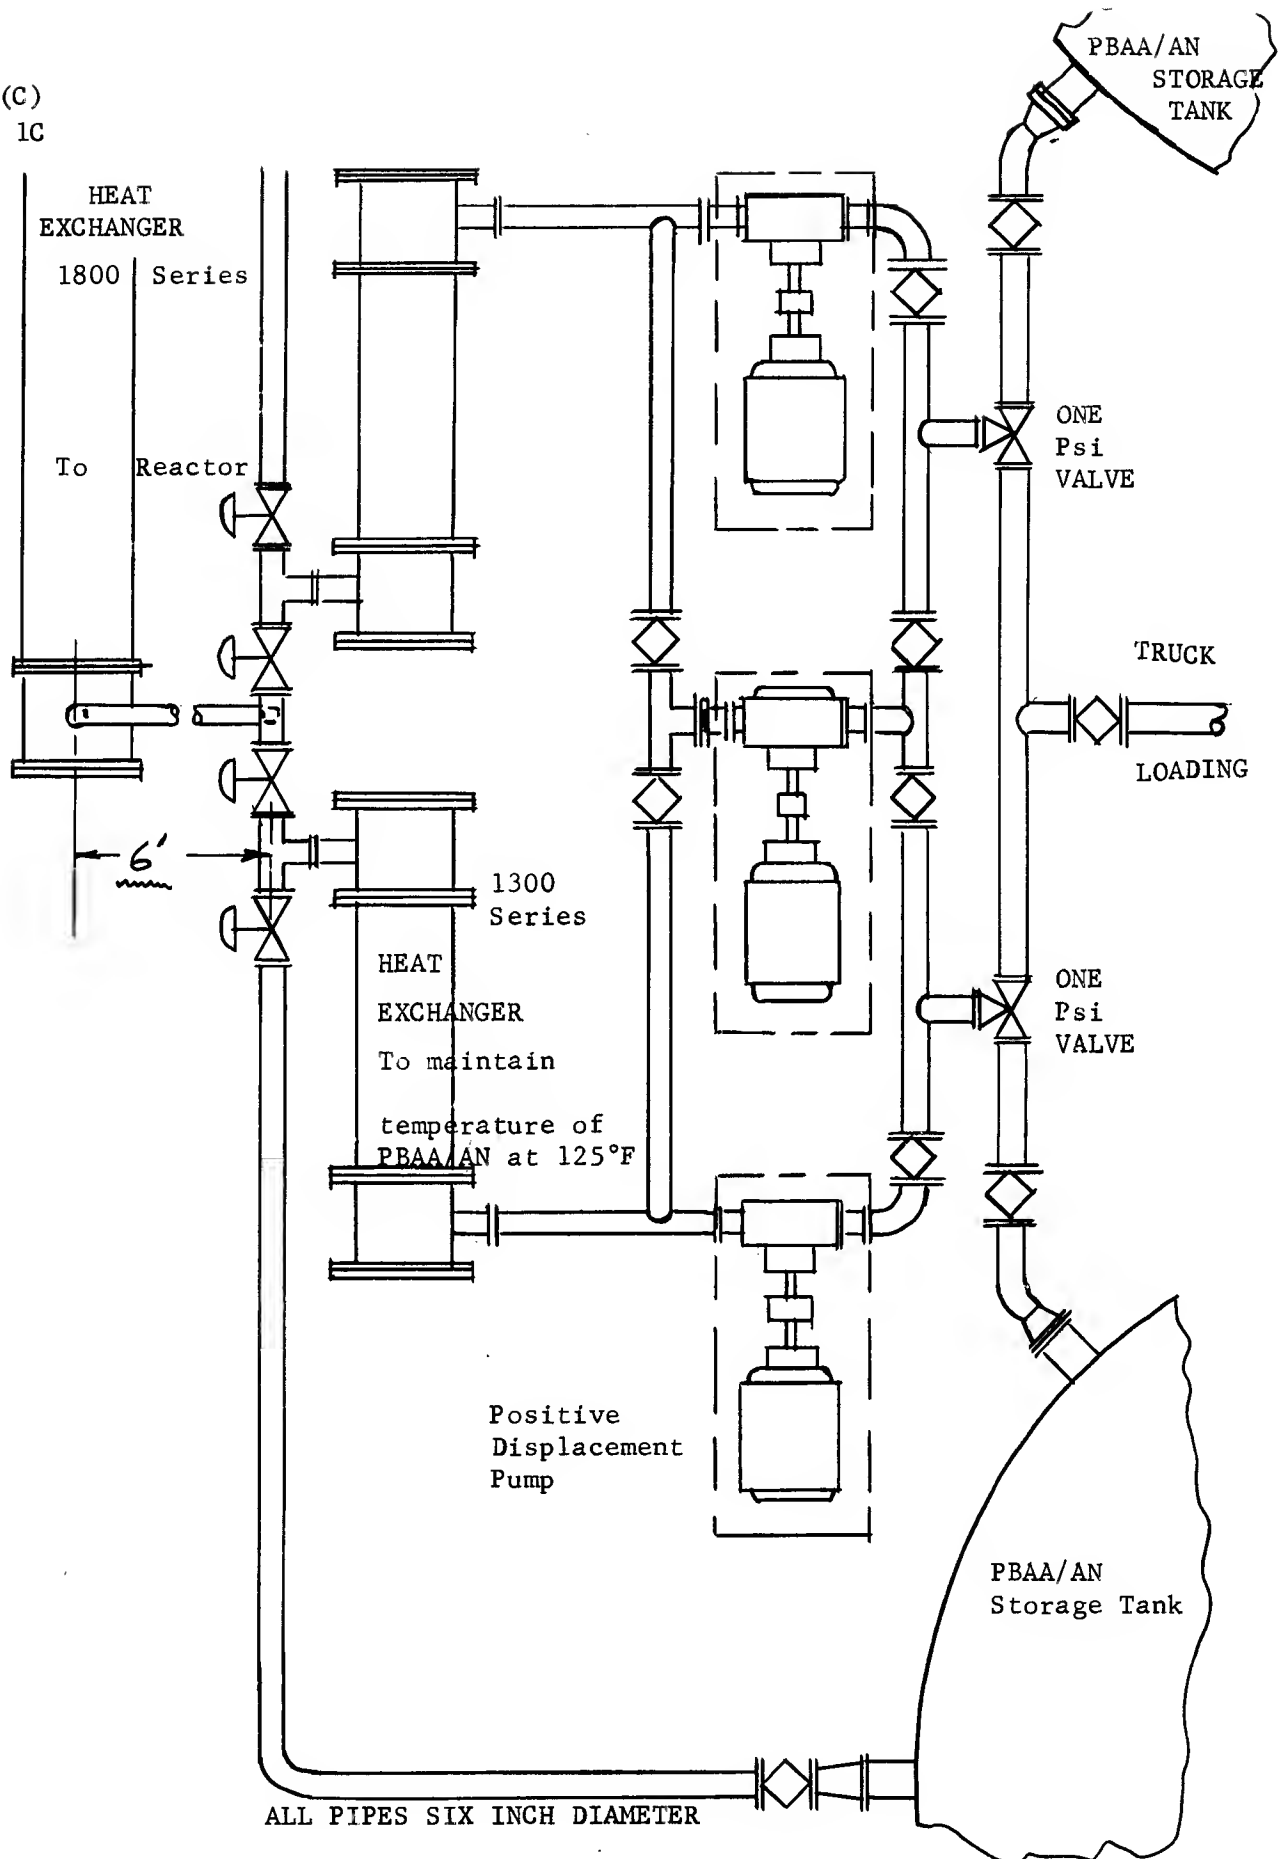 PBAA/AN
STORAGE
TANK
(C)
1C
HEAT
EXCHANGER
1800 Series
To Reactor
ONE
Psi
VALVE
TRUCK
LOADING
6'
1300
Series
HEAT
EXCHANGER
To maintain
temperature of
PBAA/AN at 125°F
ONE
Psi
VALVE
Positive
Displacement
Pump
PBAA/AN
Storage Tank
ALL PIPES SIX INCH DIAMETER